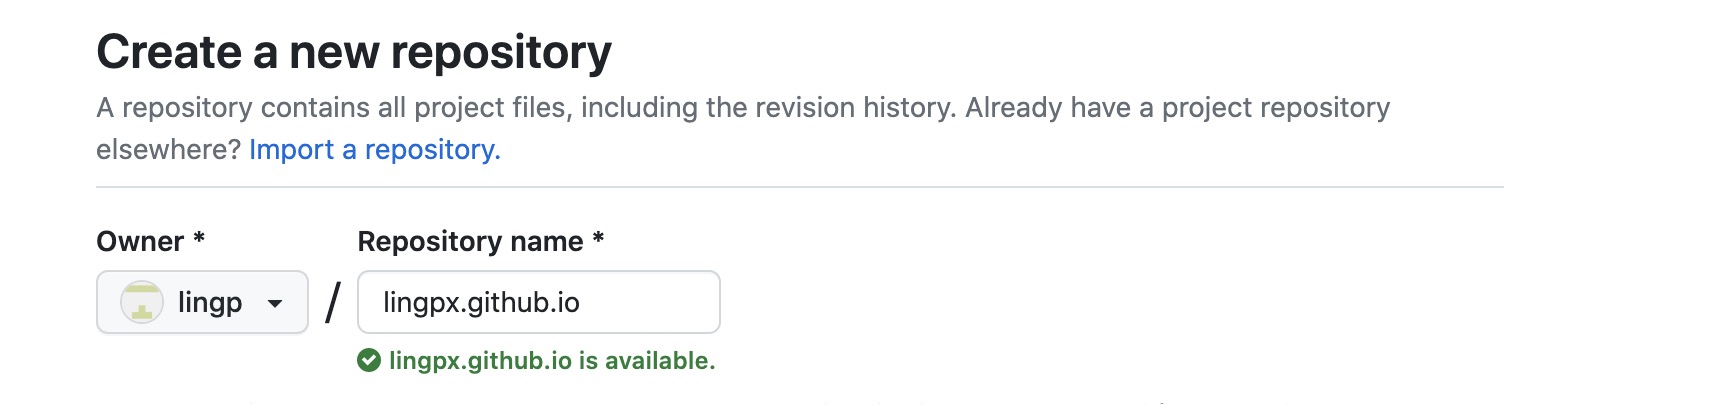 Create a new repository
A repository contains all project files, including the revision history. Already have a project repository
elsewhere? Import a repository.
Owner * Repository name *
lingp / lingpx.github.io
lingpx.github.io is available.